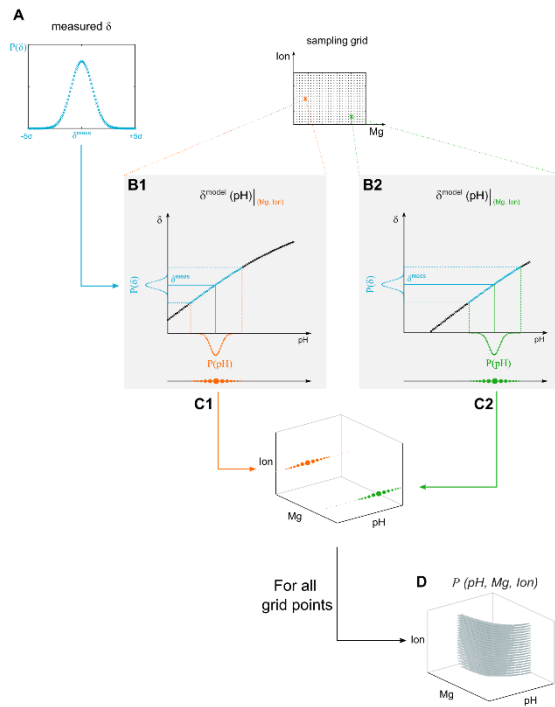 A
measured δ
P(δ)
-5σ
δᵐᵉᵃˢ
+5σ
sampling grid
Ion
x
x
Mg
B1
δᵐᵒᵈᵉˡ (pH)|(Mg, Ion)
δ
P(δ)
δᵐᵉᵃˢ
pH
P(pH)
B2
δᵐᵒᵈᵉˡ (pH)|(Mg, Ion)
δ
P(δ)
δᵐᵉᵃˢ
pH
P(pH)
C1
C2
Ion
Mg
pH
For all
grid points
D
P (pH, Mg, Ion)
Ion
Mg
pH